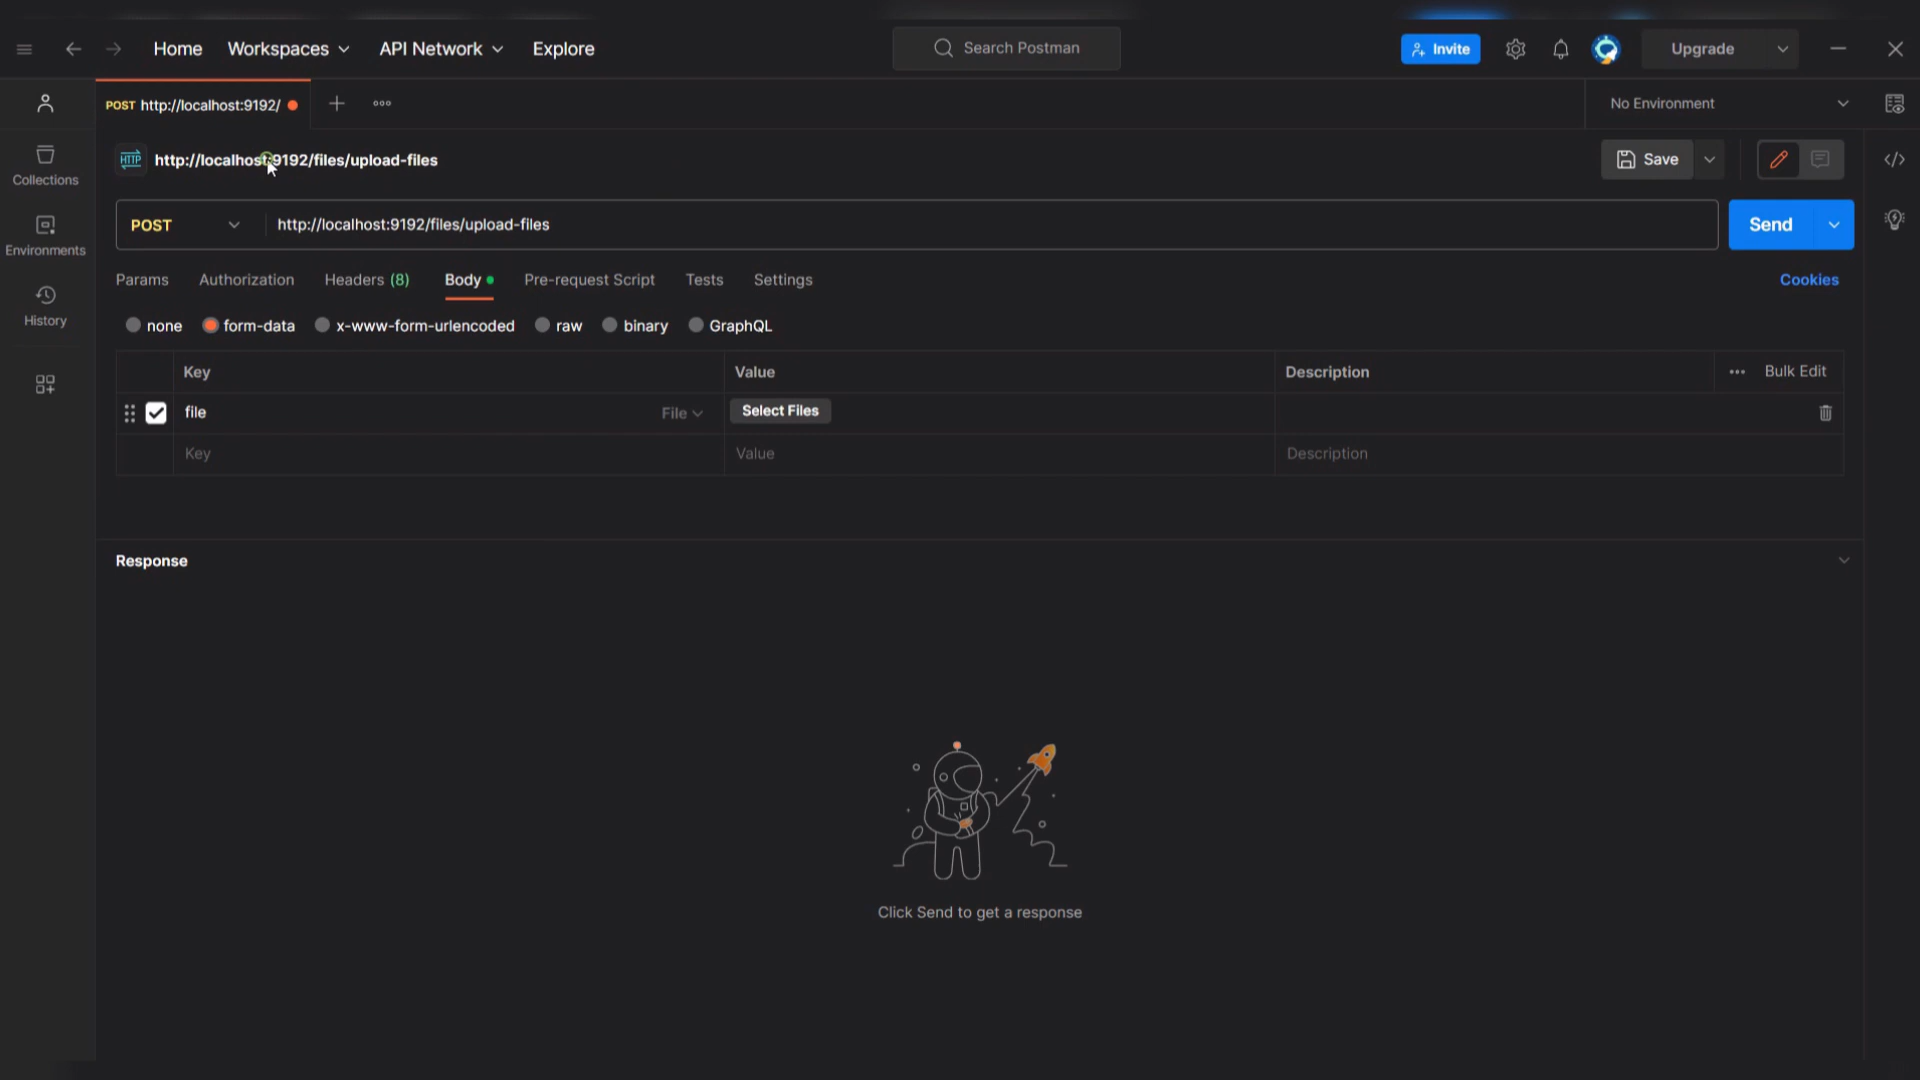 Home Workspaces API Network Explore Search Postman Invite Upgrade
POST http://localhost:9192/ No Environment
HTTP http://localhost:9192/files/upload-files Save
Collections
POST http://localhost:9192/files/upload-files Send
Environments
Params Authorization Headers (8) Body Pre-request Script Tests Settings Cookies
History
none form-data x-www-form-urlencoded raw binary GraphQL
Key Value Description Bulk Edit
file File Select Files
Key Value Description
Response
Click Send to get a response